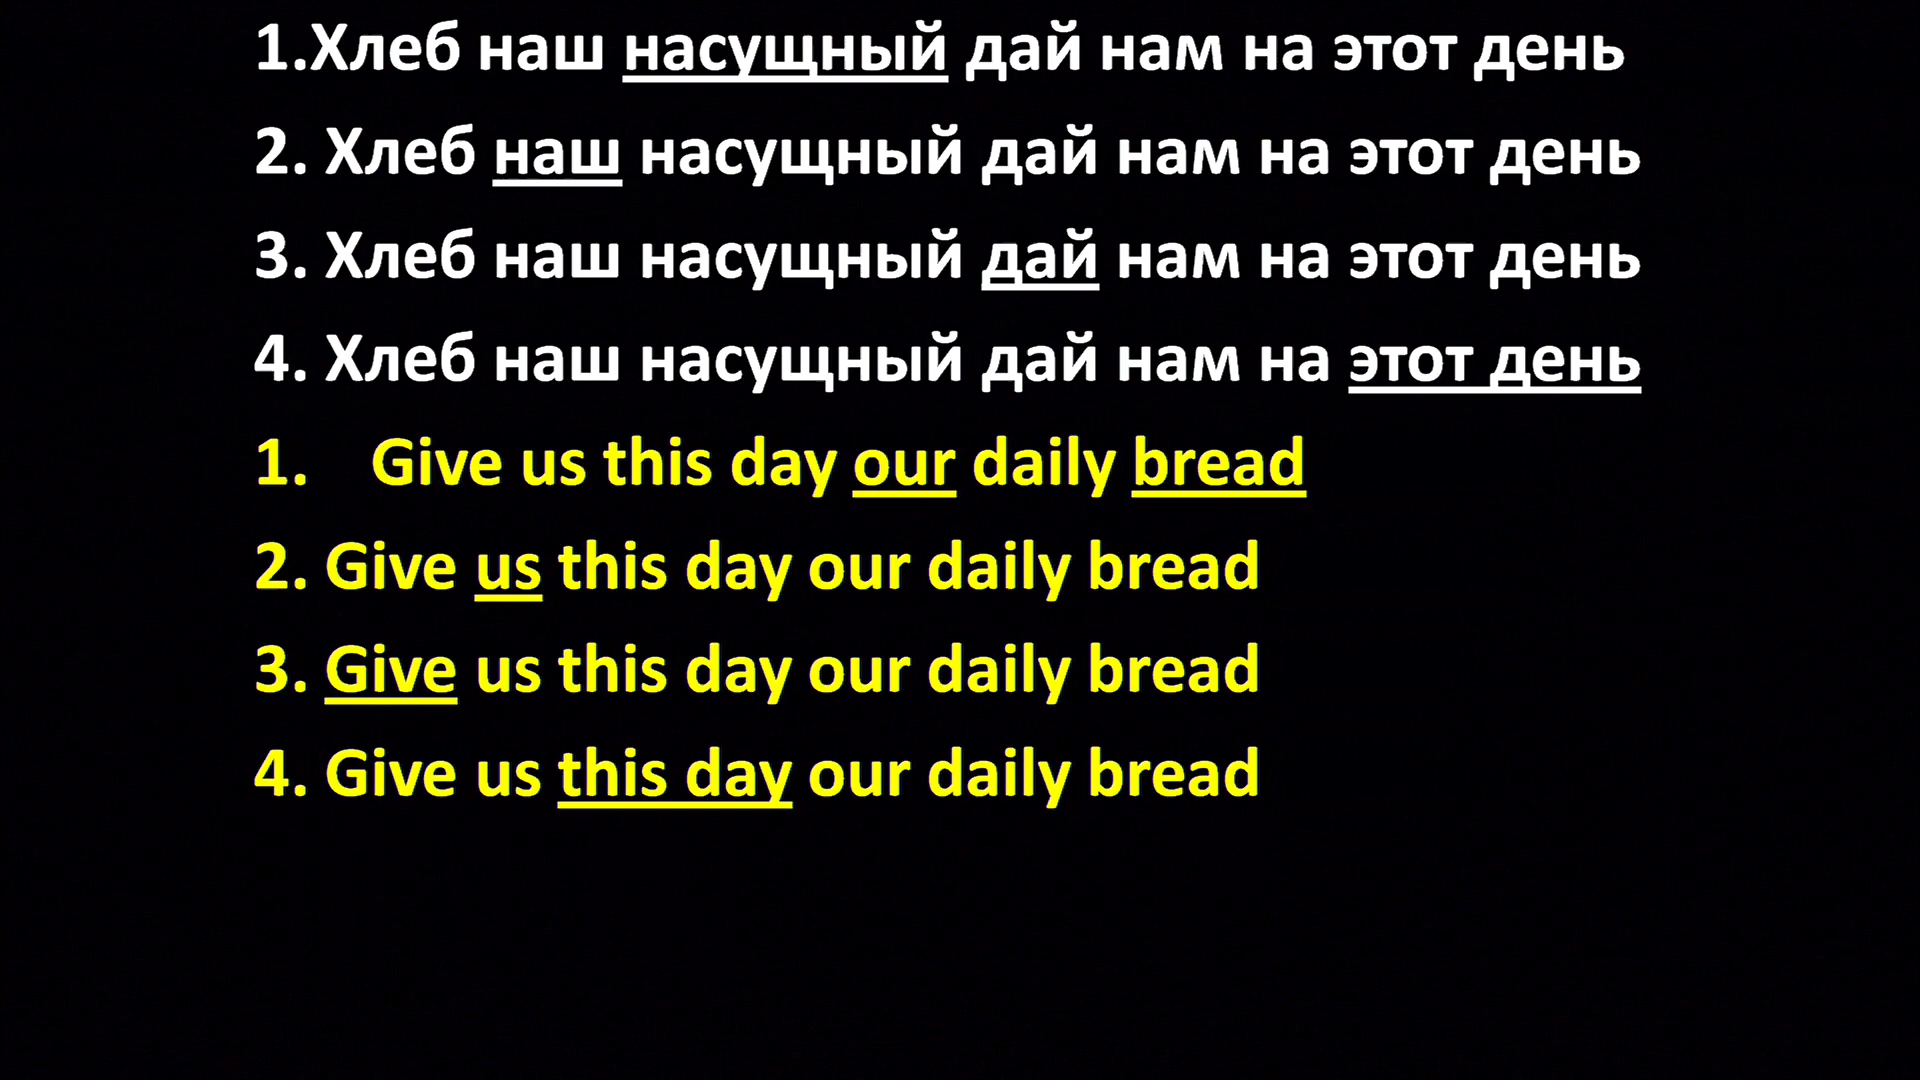 1.Хлеб наш насущный дай нам на этот день
2. Хлеб наш насущный дай нам на этот день
3. Хлеб наш насущный дай нам на этот день
4. Хлеб наш насущный дай нам на этот день
1. Give us this day our daily bread
2. Give us this day our daily bread
3. Give us this day our daily bread
4. Give us this day our daily bread